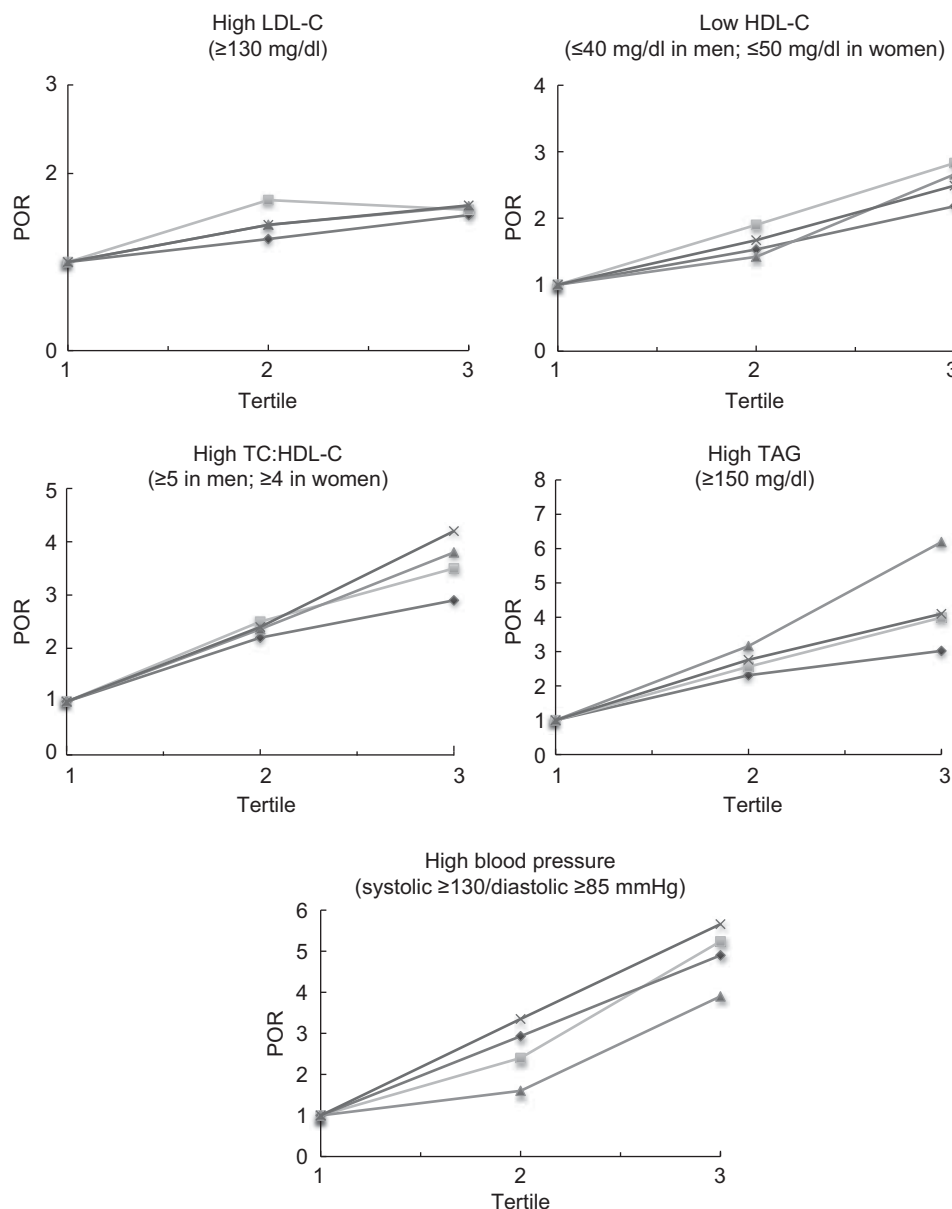 High LDL-C
(≥130 mg/dl)
3
2
1
0
POR
1
2
3
Tertile
Low HDL-C
(≤40 mg/dl in men; ≤50 mg/dl in women)
4
3
2
1
0
POR
1
2
3
Tertile
High TC:HDL-C
(≥5 in men; ≥4 in women)
5
4
3
2
1
0
POR
1
2
3
Tertile
High TAG
(≥150 mg/dl)
8
7
6
5
4
3
2
1
0
POR
1
2
3
Tertile
High blood pressure
(systolic ≥130/diastolic ≥85 mmHg)
6
5
4
3
2
1
0
POR
1
2
3
Tertile